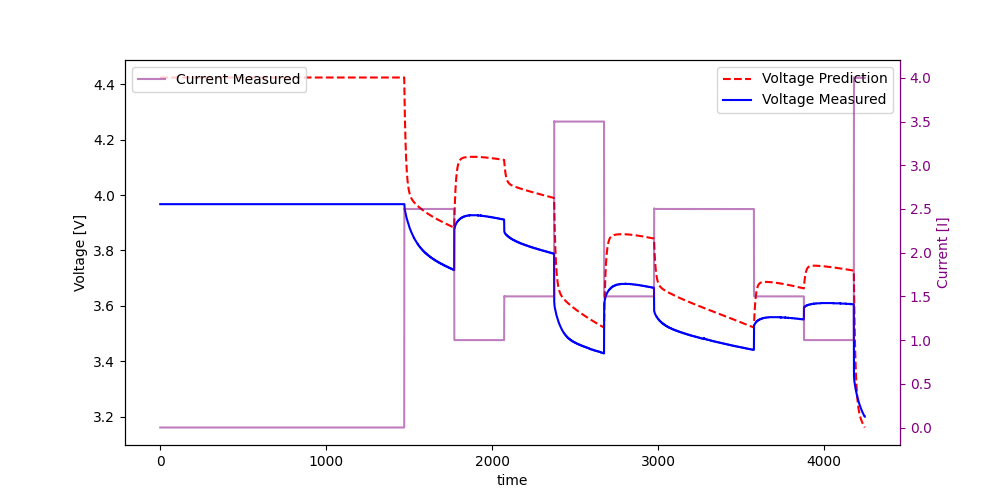 Current Measured
Voltage Prediction
Voltage Measured
Voltage [V]
4.4
4.2
4.0
3.8
3.6
3.4
3.2
4.0
3.5
3.0
2.5
2.0
1.5
1.0
0.5
0.0
Current [I]
0 1000 2000 3000 4000
time